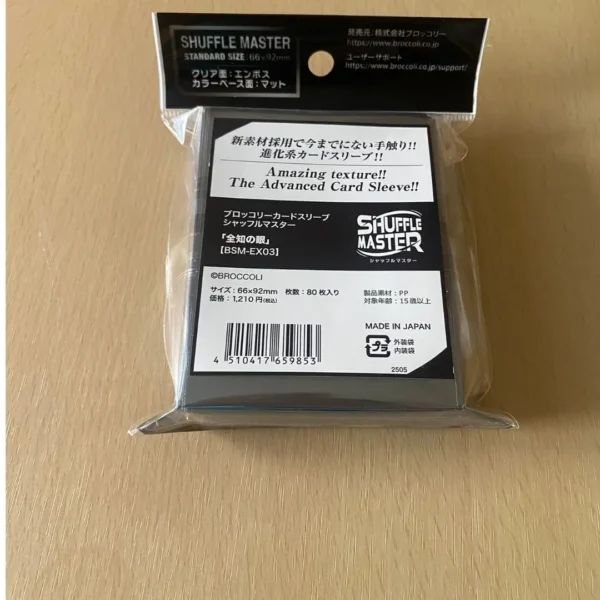 SHUFFLE MASTER
STANDARD SIZE:66×92mm
クリア面:エンボス
カラーベース面:マット
発売元:株式会社ブロッコリー
https://www.broccoli.co.jp
ユーザーサポート
https://www.broccoli.co.jp/support/
新素材採用で今までにない手触り!!
進化系カードスリーブ!!
Amazing texture!!
The Advanced Card Sleeve!!
ブロッコリーカードスリーブ
シャッフルマスター
「全知の眼」
【BSM-EX03】
SHUFFLE
MASTER
シャッフルマスター
©BROCCOLI
サイズ:66×92mm 枚数:80枚入り
価格:1,210円(税込)
製品素材:PP
対象年齢:15歳以上
MADE IN JAPAN
プラ
外装袋
内装袋
4 510417 659853
2505